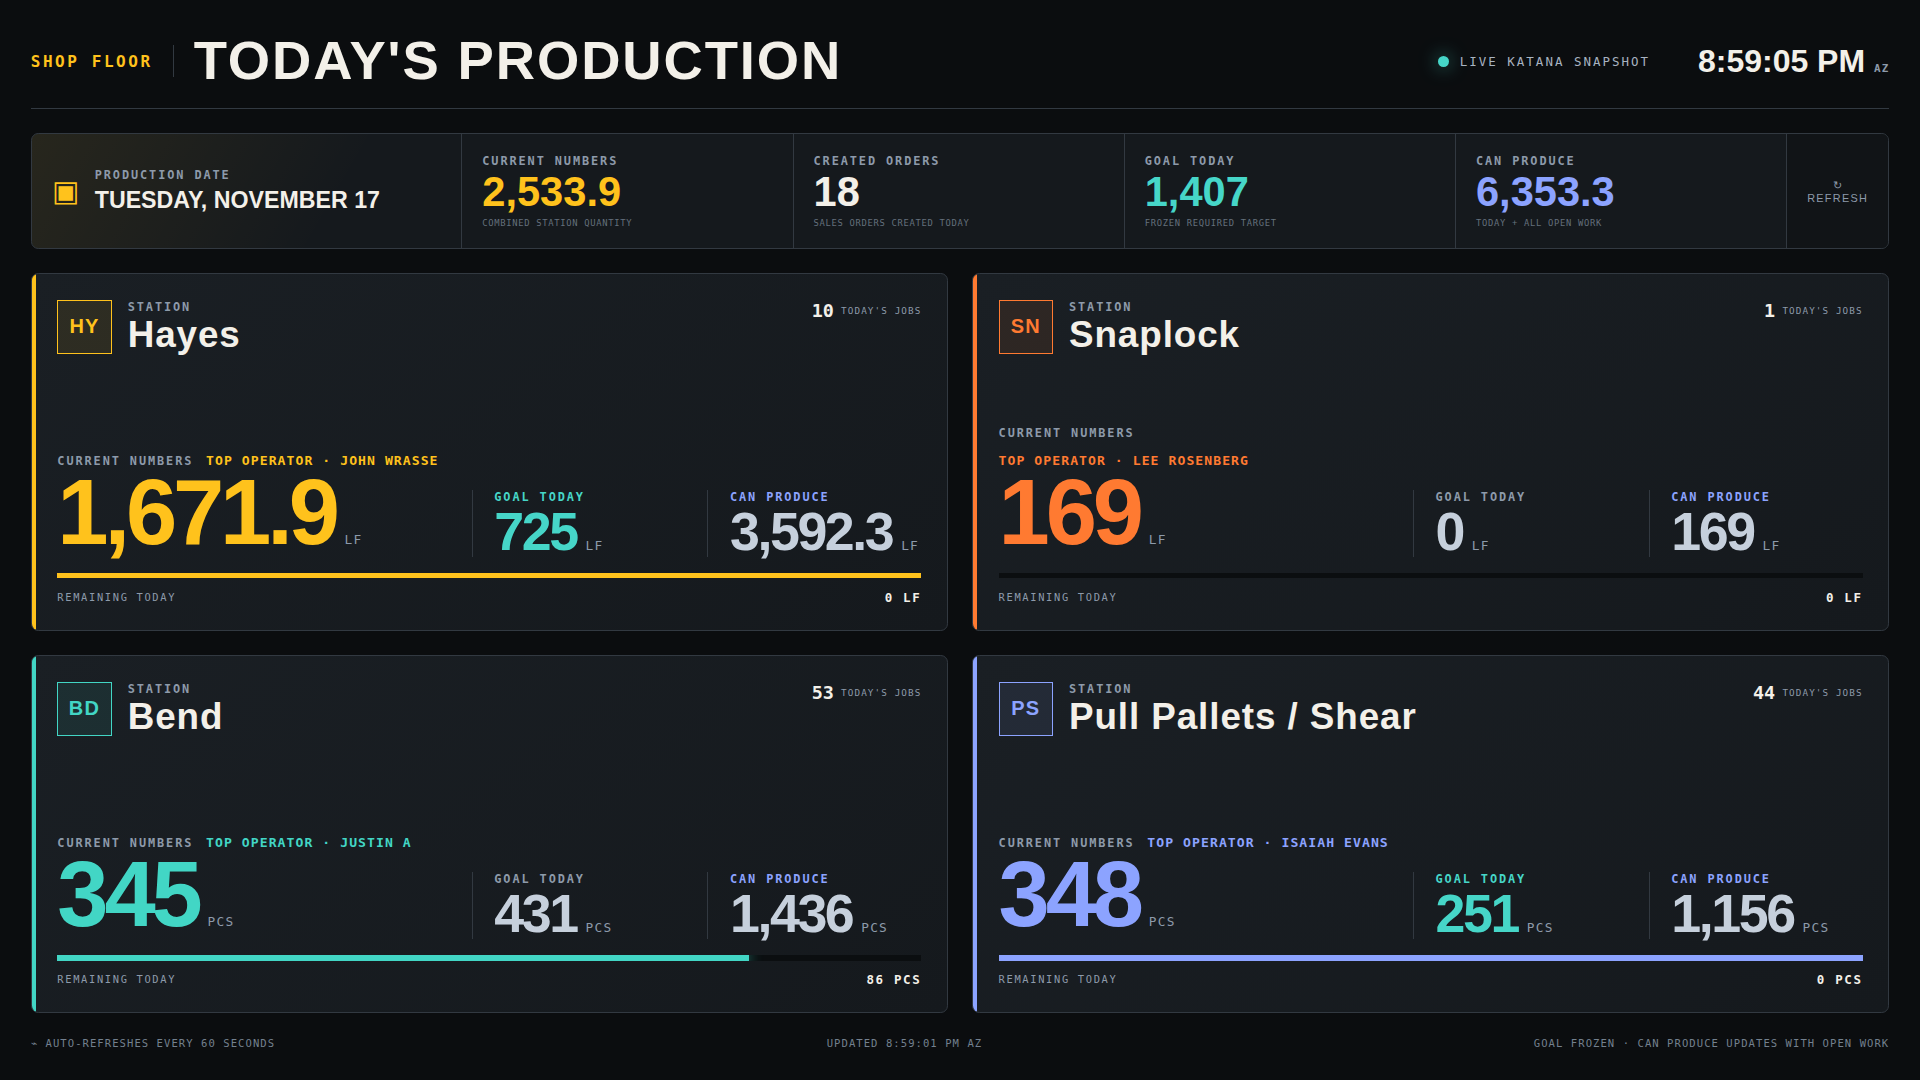 SHOP FLOOR
TODAY'S PRODUCTION
LIVE KATANA SNAPSHOT
8:59:05 PM AZ
PRODUCTION DATE
TUESDAY, NOVEMBER 17
CURRENT NUMBERS
2,533.9
COMBINED STATION QUANTITY
CREATED ORDERS
18
SALES ORDERS CREATED TODAY
GOAL TODAY
1,407
FROZEN REQUIRED TARGET
CAN PRODUCE
6,353.3
TODAY + ALL OPEN WORK
↻
REFRESH
HY
STATION
Hayes
10 TODAY'S JOBS
CURRENT NUMBERS TOP OPERATOR · JOHN WRASSE
1,671.9 LF
GOAL TODAY
725 LF
CAN PRODUCE
3,592.3 LF
REMAINING TODAY
0 LF
SN
STATION
Snaplock
1 TODAY'S JOBS
CURRENT NUMBERS
TOP OPERATOR · LEE ROSENBERG
169 LF
GOAL TODAY
0 LF
CAN PRODUCE
169 LF
REMAINING TODAY
0 LF
BD
STATION
Bend
53 TODAY'S JOBS
CURRENT NUMBERS TOP OPERATOR · JUSTIN A
345 PCS
GOAL TODAY
431 PCS
CAN PRODUCE
1,436 PCS
REMAINING TODAY
86 PCS
PS
STATION
Pull Pallets / Shear
44 TODAY'S JOBS
CURRENT NUMBERS TOP OPERATOR · ISAIAH EVANS
348 PCS
GOAL TODAY
251 PCS
CAN PRODUCE
1,156 PCS
REMAINING TODAY
0 PCS
AUTO-REFRESHES EVERY 60 SECONDS
UPDATED 8:59:01 PM AZ
GOAL FROZEN · CAN PRODUCE UPDATES WITH OPEN WORK